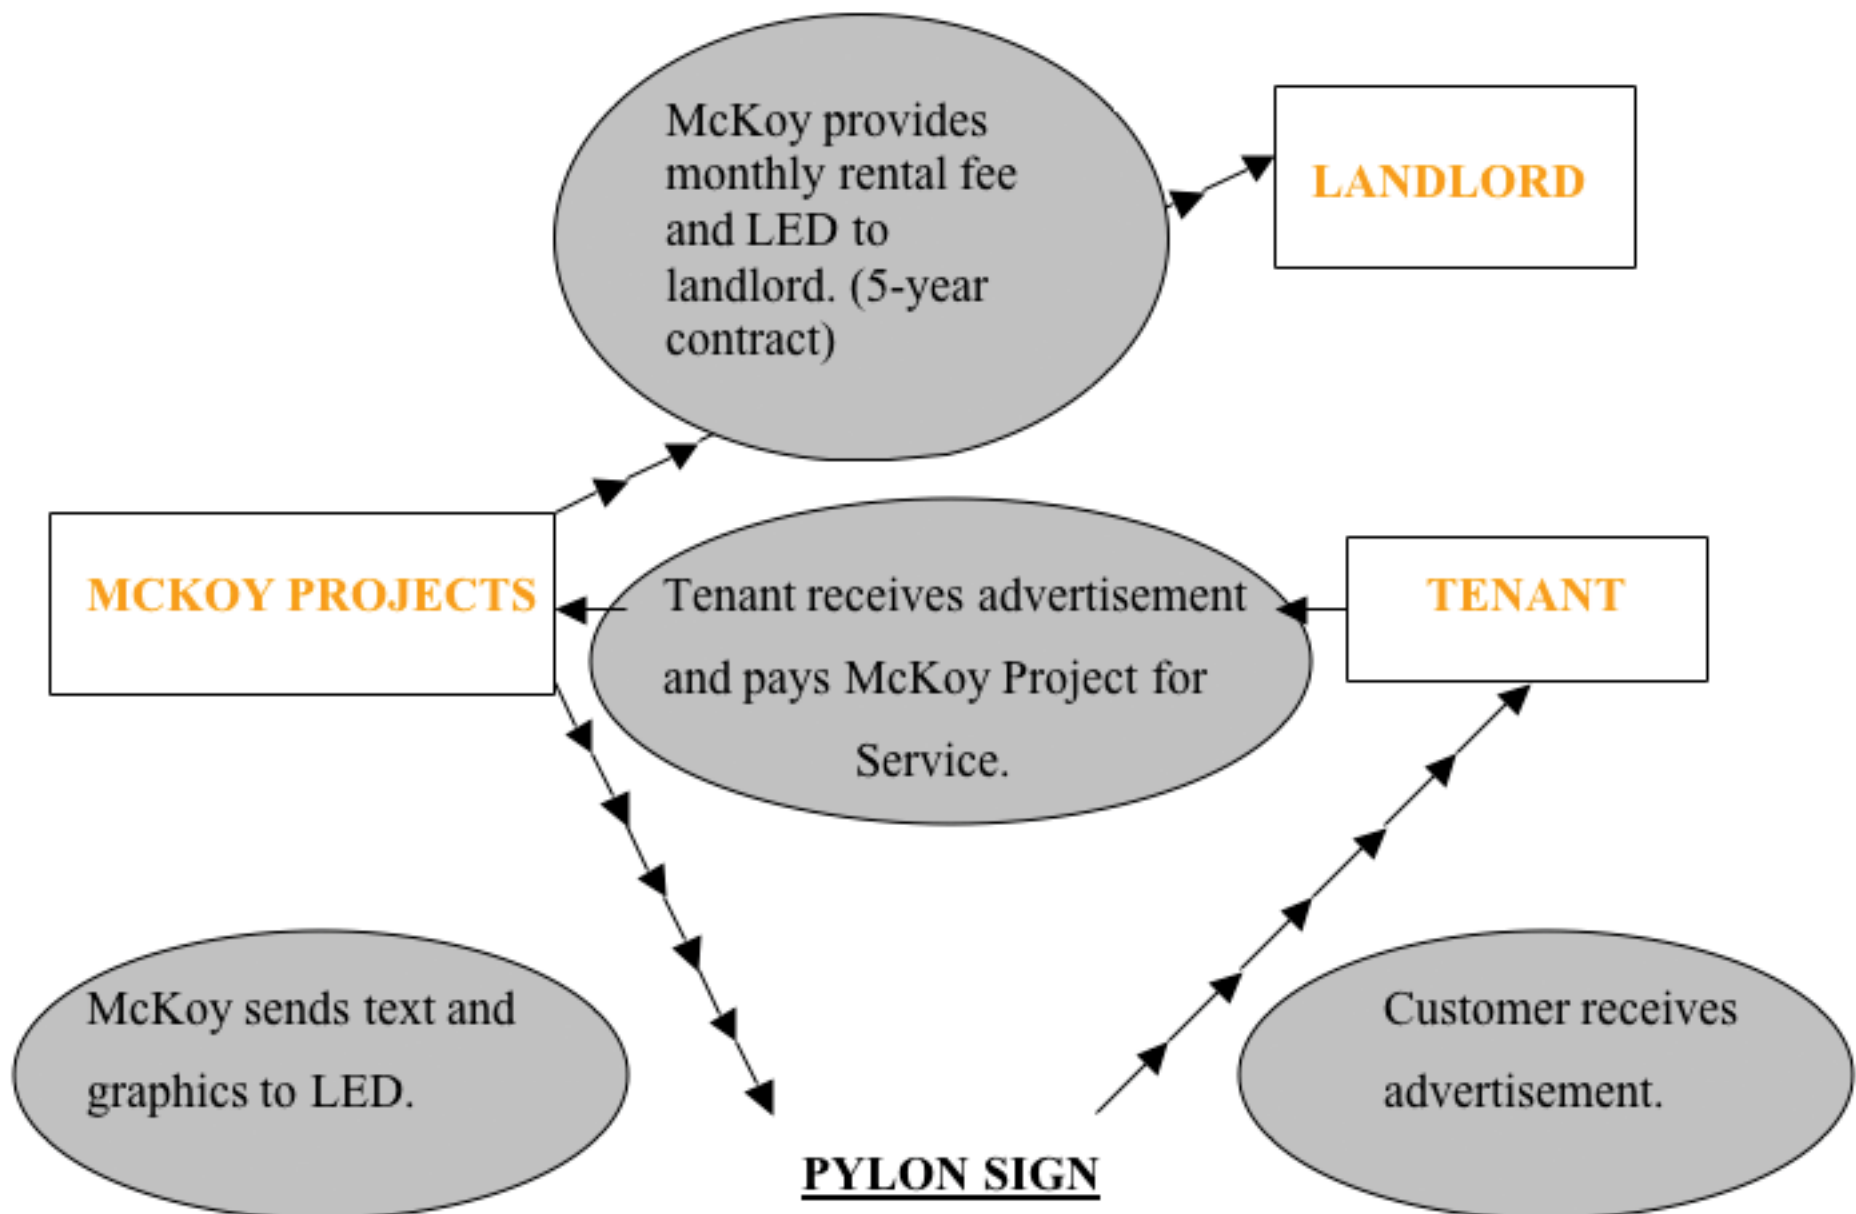 McKoy provides
monthly rental fee
and LED to
landlord. (5-year
contract)
LANDLORD
MCKOY PROJECTS
Tenant receives advertisement
and pays McKoy Project for
Service.
TENANT
McKoy sends text and
graphics to LED.
Customer receives
advertisement.
PYLON SIGN